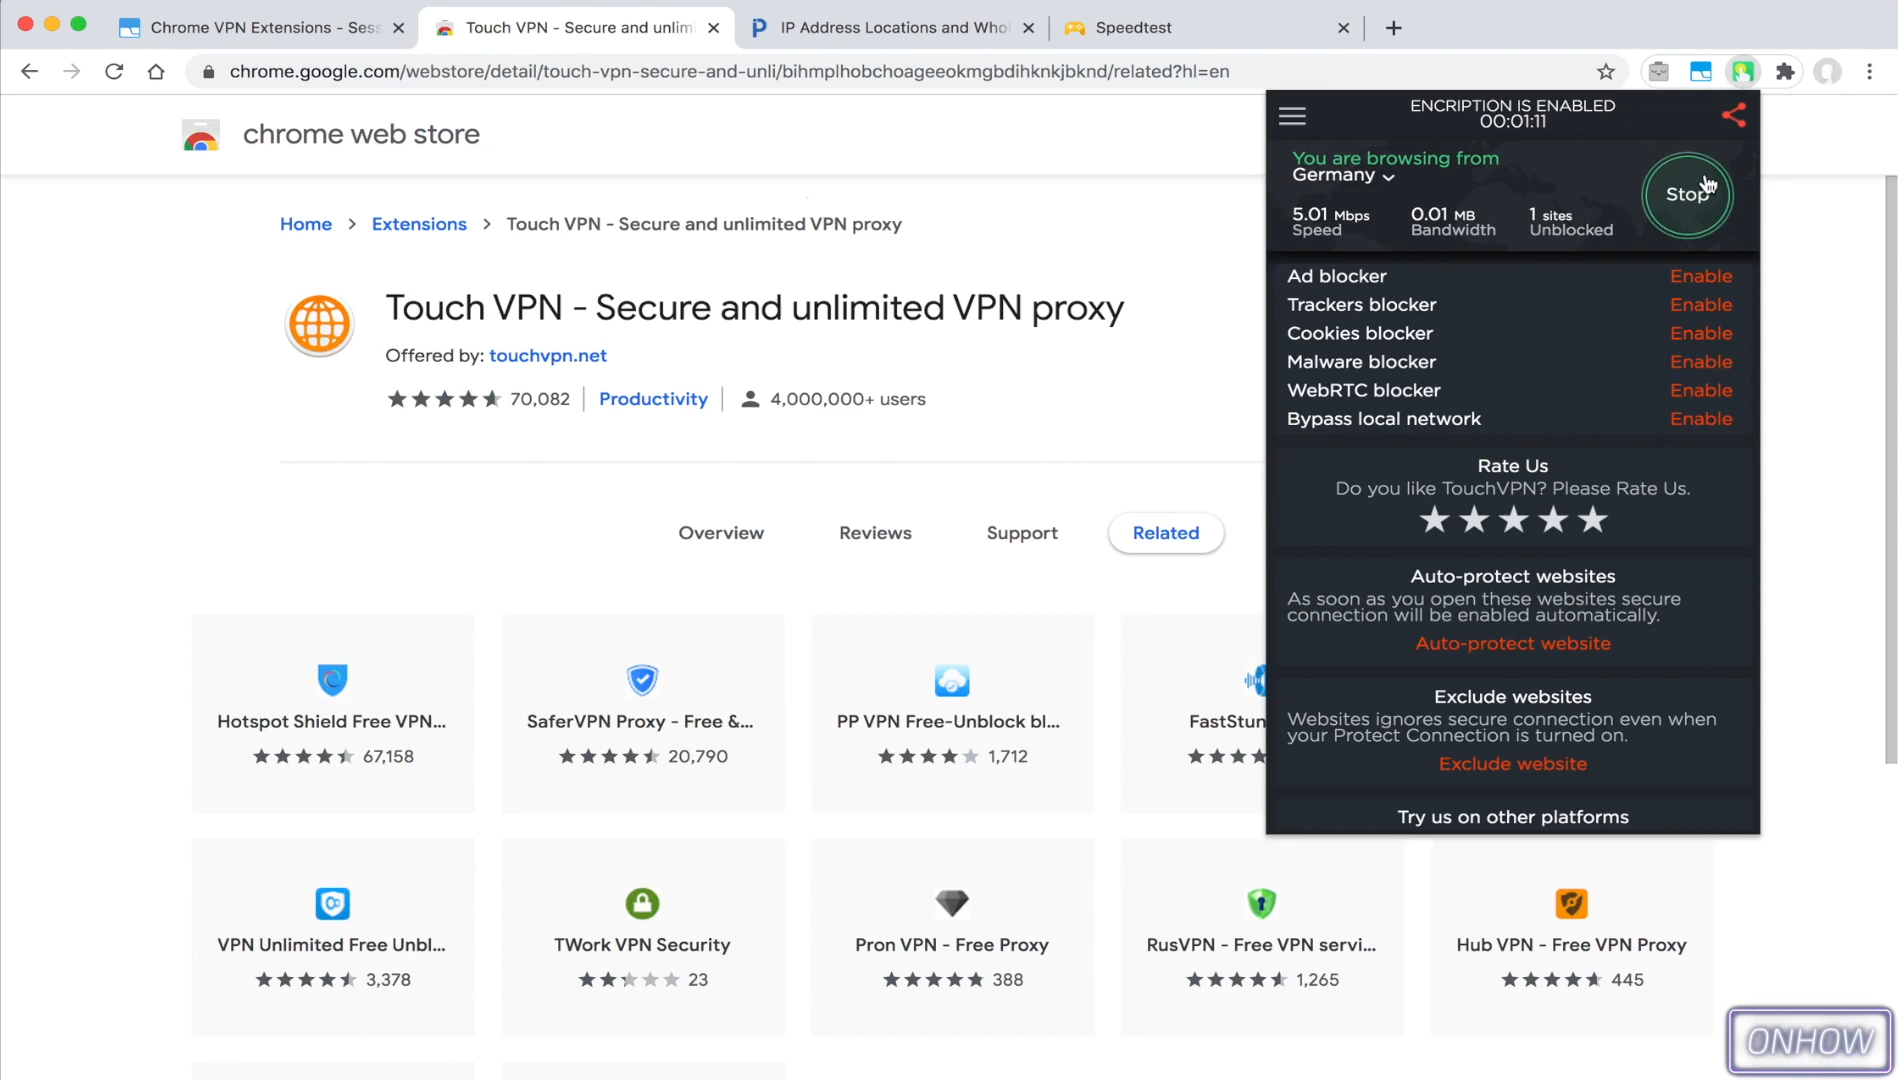 Chrome VPN Extensions - Sess
Touch VPN - Secure and unlimi
IP Address Locations and Whoi
Speedtest
chrome.google.com/webstore/detail/touch-vpn-secure-and-unli/bihmplhobchoageeokmgbdihknkjbknd/related?hl=en
chrome web store
Home > Extensions > Touch VPN - Secure and unlimited VPN proxy
Touch VPN - Secure and unlimited VPN proxy
Offered by: touchvpn.net
70,082 Productivity 4,000,000+ users
Overview Reviews Support Related
Hotspot Shield Free VPN...
67,158
SaferVPN Proxy - Free &...
20,790
PP VPN Free-Unblock bl...
1,712
FastStun
VPN Unlimited Free Unbl...
3,378
TWork VPN Security
23
Pron VPN - Free Proxy
388
RusVPN - Free VPN servi...
1,265
Hub VPN - Free VPN Proxy
445
ENCRIPTION IS ENABLED
00:01:11
You are browsing from
Germany
Stop
5.01 Mbps
Speed
0.01 MB
Bandwidth
1 sites
Unblocked
Ad blocker Enable
Trackers blocker Enable
Cookies blocker Enable
Malware blocker Enable
WebRTC blocker Enable
Bypass local network Enable
Rate Us
Do you like TouchVPN? Please Rate Us.
Auto-protect websites
As soon as you open these websites secure
connection will be enabled automatically.
Auto-protect website
Exclude websites
Websites ignores secure connection even when
your Protect Connection is turned on.
Exclude website
Try us on other platforms
ONHOW